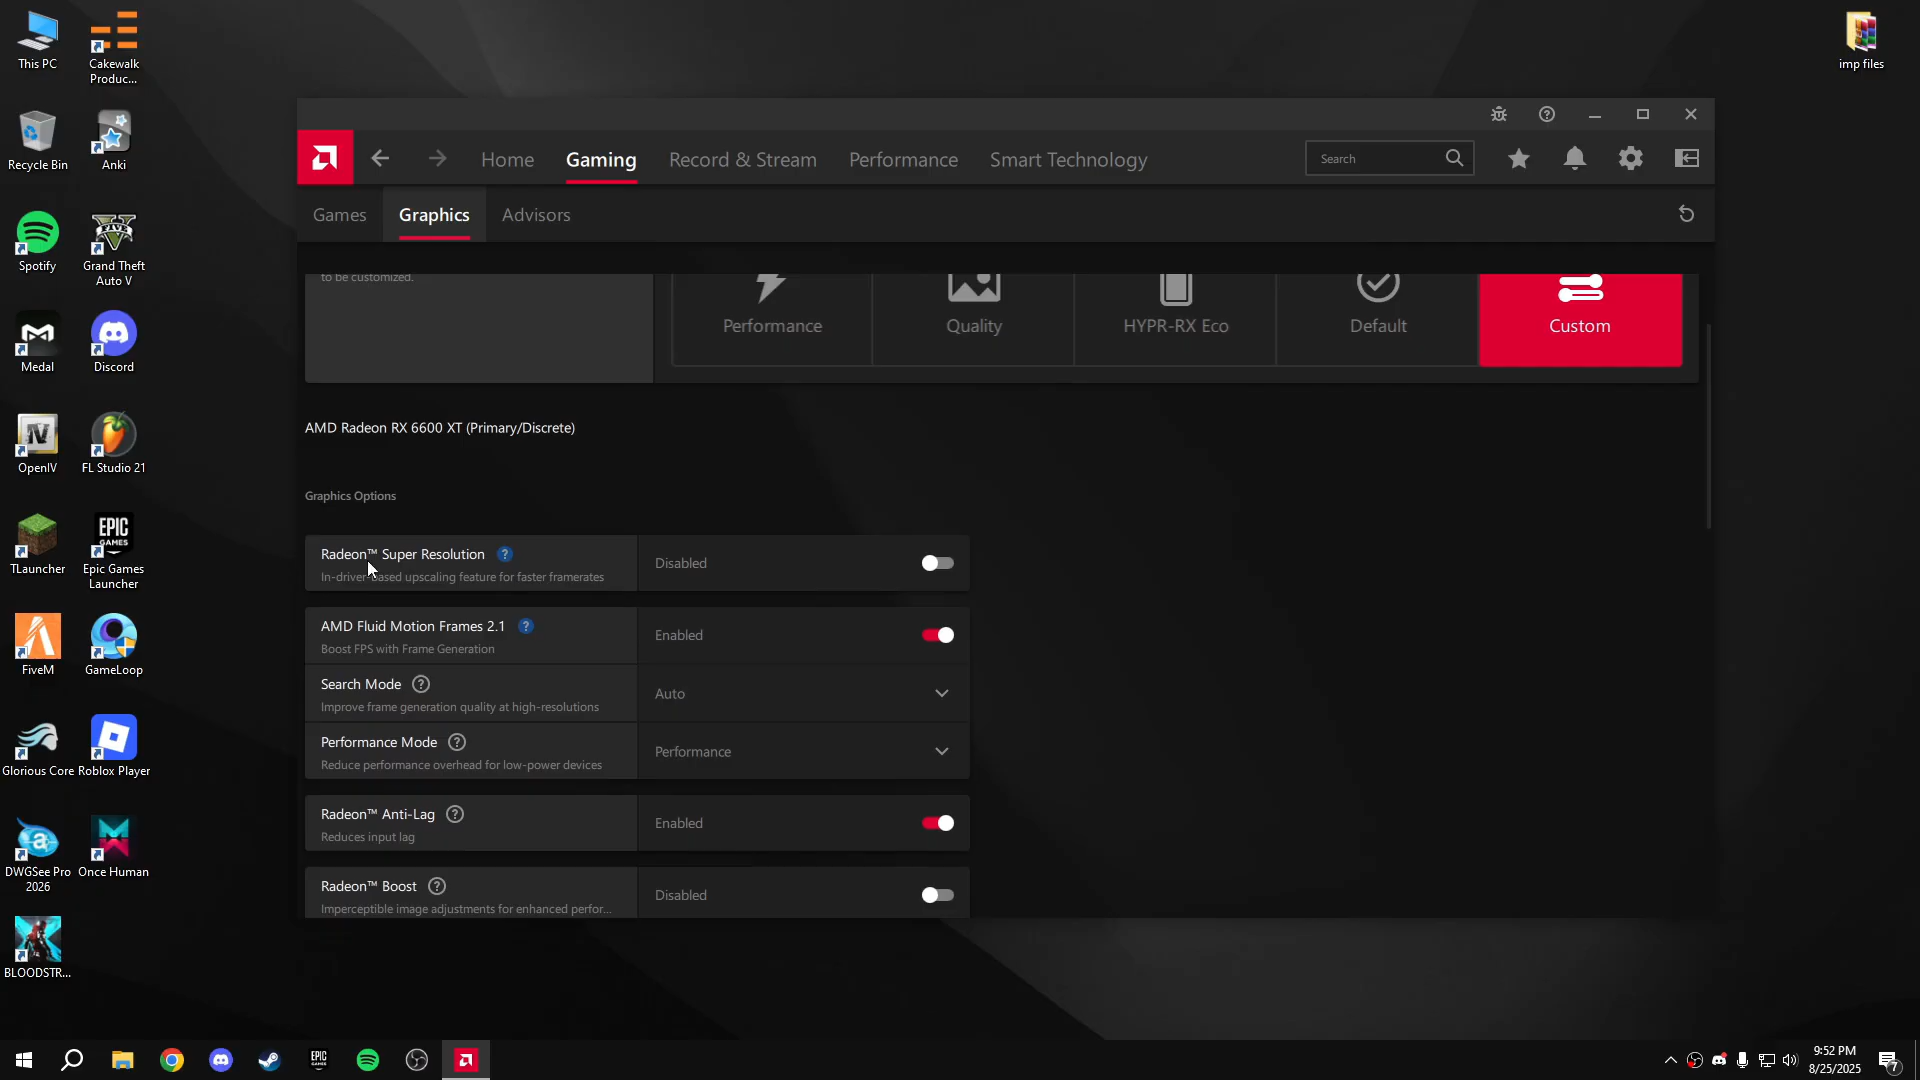 This PC
Cakewalk
Produc...
imp files
Recycle Bin
Anki
Home
Gaming
Record & Stream
Performance
Smart Technology
Search
Games
Graphics
Advisors
Spotify
Grand Theft
Auto V
to be customized.
Performance
Quality
HYPR-RX Eco
Default
Custom
Medal
Discord
AMD Radeon RX 6600 XT (Primary/Discrete)
OpenIV
FL Studio 21
Graphics Options
Radeon™ Super Resolution
In-driver-based upscaling feature for faster framerates
Disabled
TLauncher
EPIC
GAMES
Epic Games
Launcher
AMD Fluid Motion Frames 2.1
Boost FPS with Frame Generation
Enabled
FiveM
GameLoop
Search Mode
Improve frame generation quality at high-resolutions
Auto
Performance Mode
Reduce performance overhead for low-power devices
Performance
Glorious Core
Roblox Player
Radeon™ Anti-Lag
Reduces input lag
Enabled
DWGSee Pro
2026
Once Human
Radeon™ Boost
Imperceptible image adjustments for enhanced perfor...
Disabled
BLOODSTR...
EPIC
GAMES
9:52 PM
8/25/2025
7